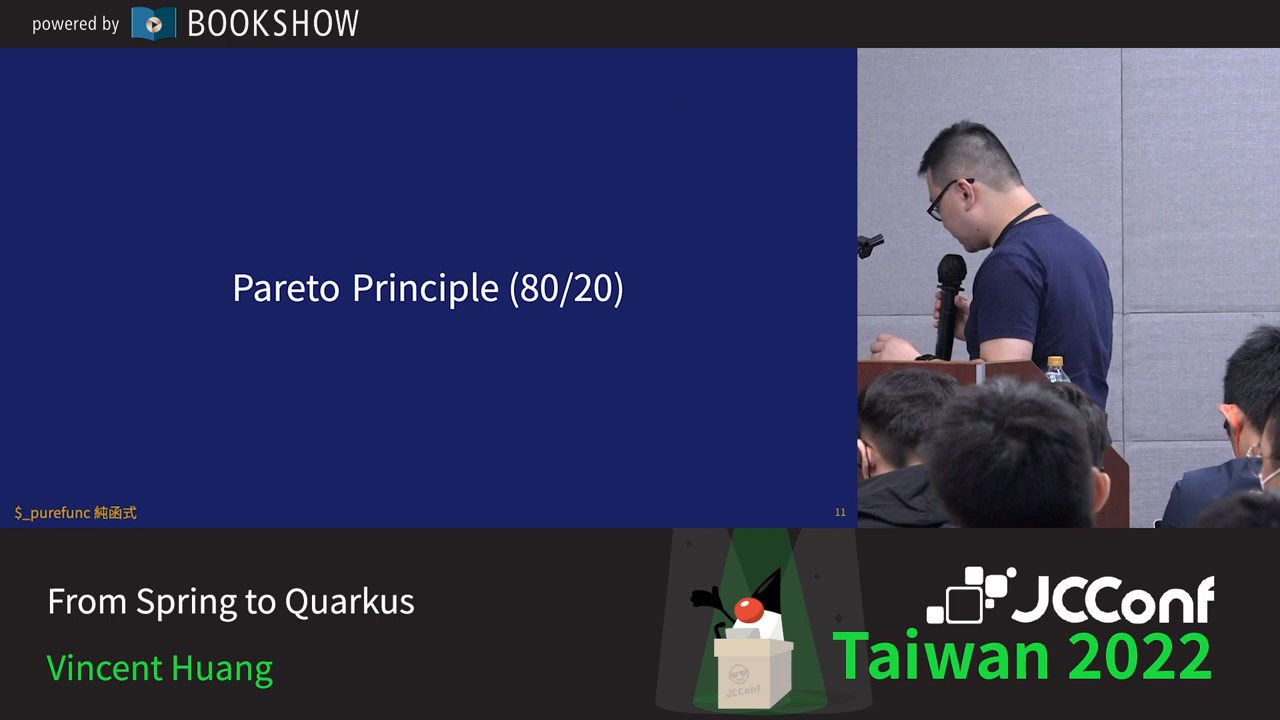 powered by BOOKSHOW
Pareto Principle (80/20)
$_purefunc 純函式
11
From Spring to Quarkus
Vincent Huang
JCConf
JCConf
Taiwan 2022